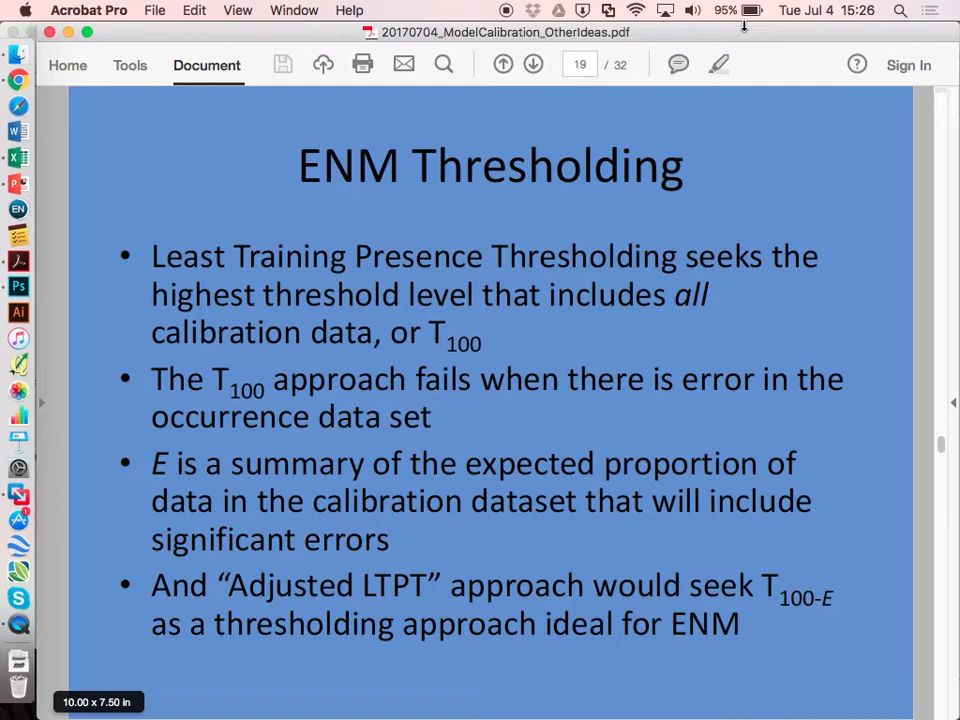 Acrobat Pro File Edit View Window Help 95% Tue Jul 4 15:26
20170704_ModelCalibration_OtherIdeas.pdf
Home Tools Document 19 / 32 Sign In
ENM Thresholding
• Least Training Presence Thresholding seeks the
highest threshold level that includes all
calibration data, or T100
• The T100 approach fails when there is error in the
occurrence data set
• E is a summary of the expected proportion of
data in the calibration dataset that will include
significant errors
• And “Adjusted LTPT” approach would seek T100-E
as a thresholding approach ideal for ENM
10.00 x 7.50 in